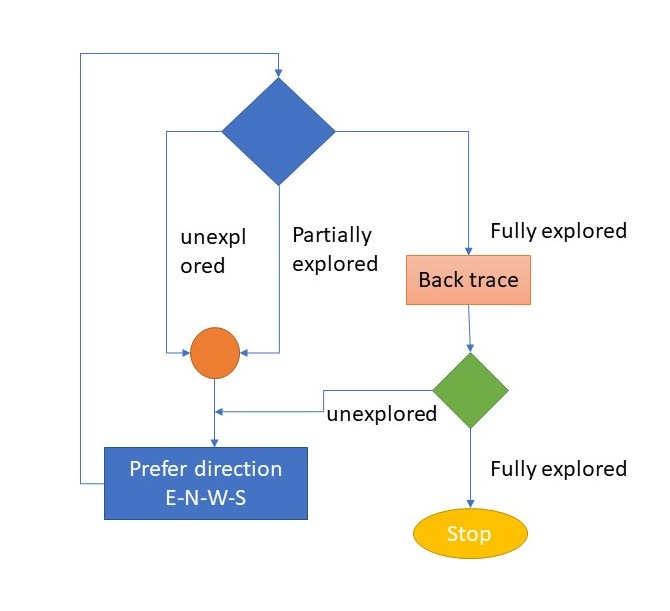 unexpl
ored
Partially
explored
Fully explored
Back trace
unexplored
Prefer direction
E-N-W-S
Fully explored
Stop